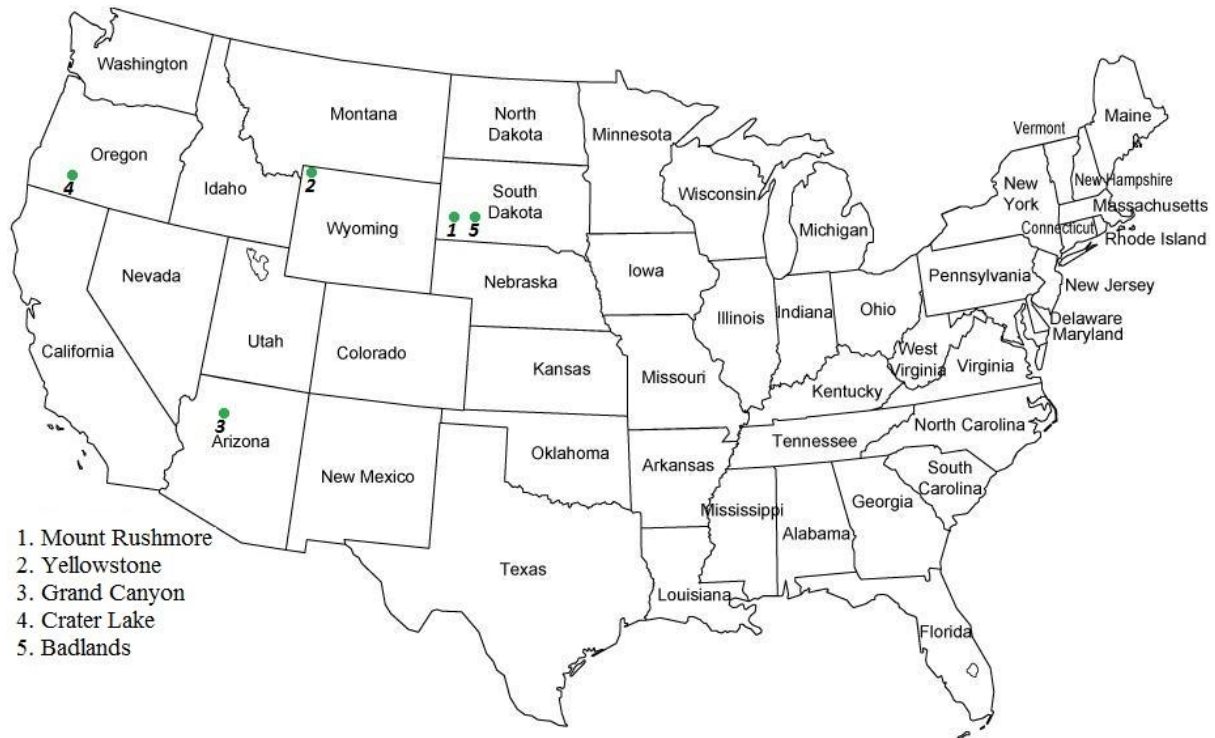 Washington
Montana
North
Dakota
Minnesota
Maine
Vermont
Oregon
4
Idaho
2
Wyoming
South
Dakota
1 5
Wisconsin
Michigan
New
York
New Hampshire
Massachusetts
Connecticut
Rhode Island
Nevada
Utah
Colorado
Nebraska
Iowa
Illinois
Indiana
Ohio
Pennsylvania
New Jersey
Delaware
Maryland
California
Kansas
Missouri
Kentucky
West
Virginia
Virginia
3
Arizona
New Mexico
Oklahoma
Arkansas
Tennessee
North Carolina
South
Carolina
Mississippi
Alabama
Georgia
Texas
Louisiana
Florida
1. Mount Rushmore
2. Yellowstone
3. Grand Canyon
4. Crater Lake
5. Badlands